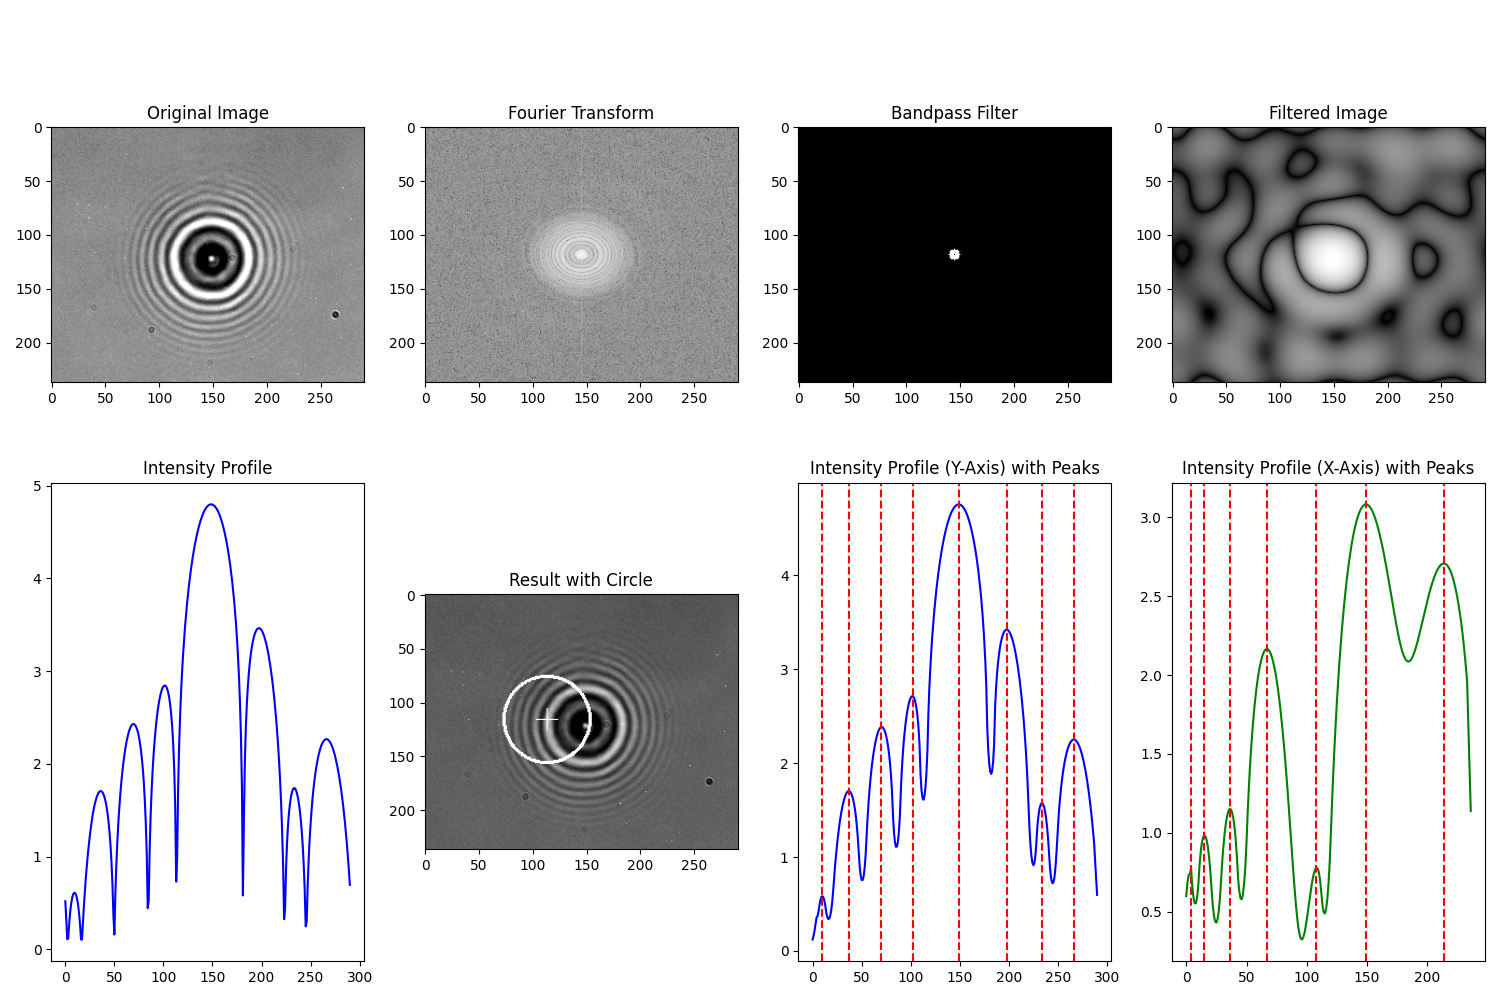 Original Image
Fourier Transform
Bandpass Filter
Filtered Image
0
50
100
150
200
0 50 100 150 200 250
0
50
100
150
200
0 50 100 150 200 250
0
50
100
150
200
0 50 100 150 200 250
0
50
100
150
200
0 50 100 150 200 250
Intensity Profile
5
4
3
2
1
0
0 50 100 150 200 250 300
Result with Circle
0
50
100
150
200
0 50 100 150 200 250
Intensity Profile (Y-Axis) with Peaks
4
3
2
1
0
0 50 100 150 200 250 300
Intensity Profile (X-Axis) with Peaks
3.0
2.5
2.0
1.5
1.0
0.5
0 50 100 150 200